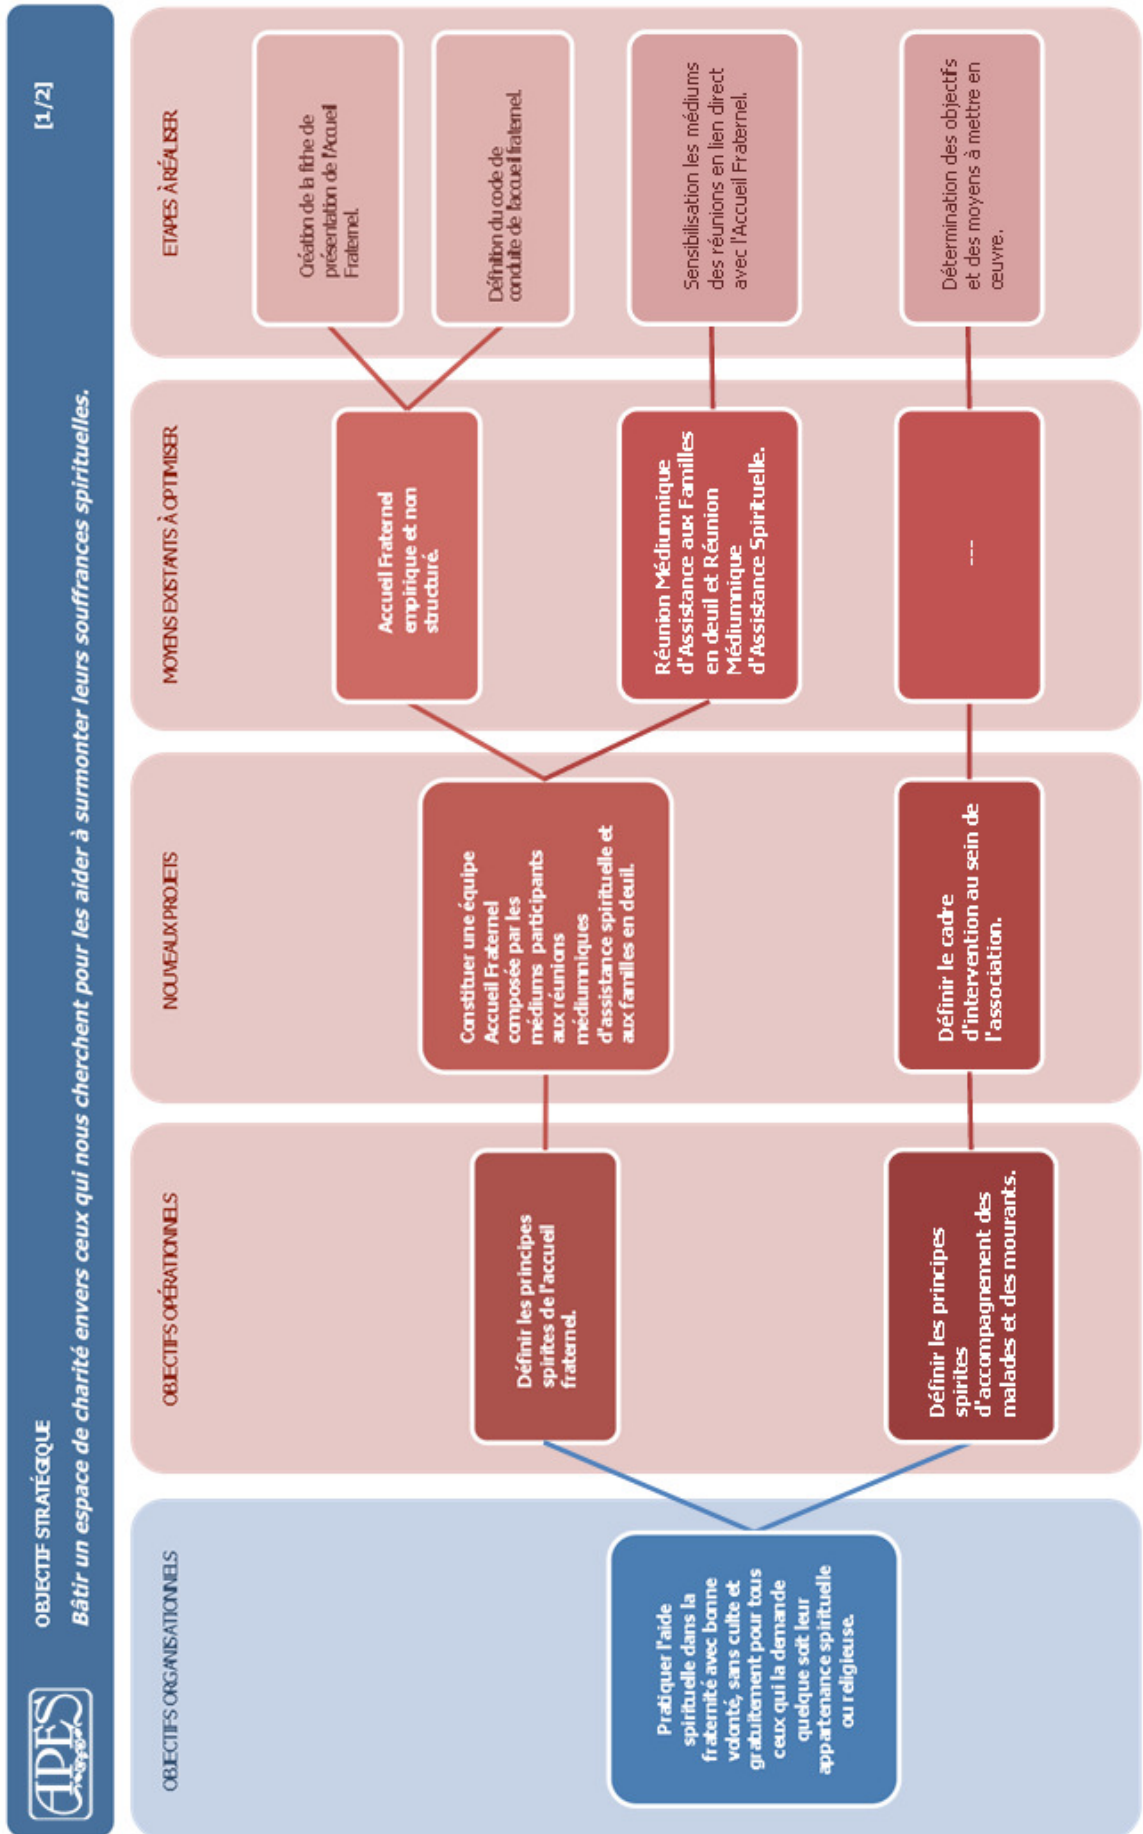 APES
OBJECTIF STRATÉGIQUE
[1/2]
Bâtir un espace de charité envers ceux qui nous cherchent pour les aider à surmonter leurs souffrances spirituelles.
OBJECTIFS ORGANISATIONNELS
Pratiquer l'aide
spirituelle dans la
fraternité avec bonne
volonté, sans culte et
gratuitement pour tous
ceux qui la demande
quelque soit leur
appartenance spirituelle
ou religieuse.
OBJECTIFS OPÉRATIONNELS
Définir les principes
spirites de l'accueil
fraternel.
Définir les principes
spirites
d'accompagnement des
malades et des mourants.
NOUVEAUX PROJETS
Constituer une équipe
Accueil Fraternel
composée par les
médiums participants
aux réunions
médiumniques
d'assistance spirituelle et
aux familles en deuil.
Définir le cadre
d'intervention au sein de
l'association.
MOYENS EXISTANTS À OPTIMISER
Accueil Fraternel
empirique et non
structuré.
Réunion Médiumnique
d'Assistance aux Familles
en deuil et Réunion
Médiumnique
d'Assistance Spirituelle.
---
ETAPES À RÉALISER
Création de la fiche de
présentation de l'Accueil
Fraternel.
Définition du code de
conduite de l'accueil fraternel.
Sensibilisation les médiums
des réunions en lien direct
avec l'Accueil Fraternel.
Détermination des objectifs
et des moyens à mettre en
œuvre.